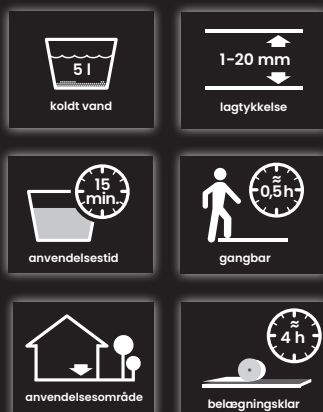 5 l
koldt vand
1-20 mm
lagtykkelse
15
min.
anvendelsestid
≈
0,5h
gangbar
anvendelsesområde
≈
4 h
belægningsklar